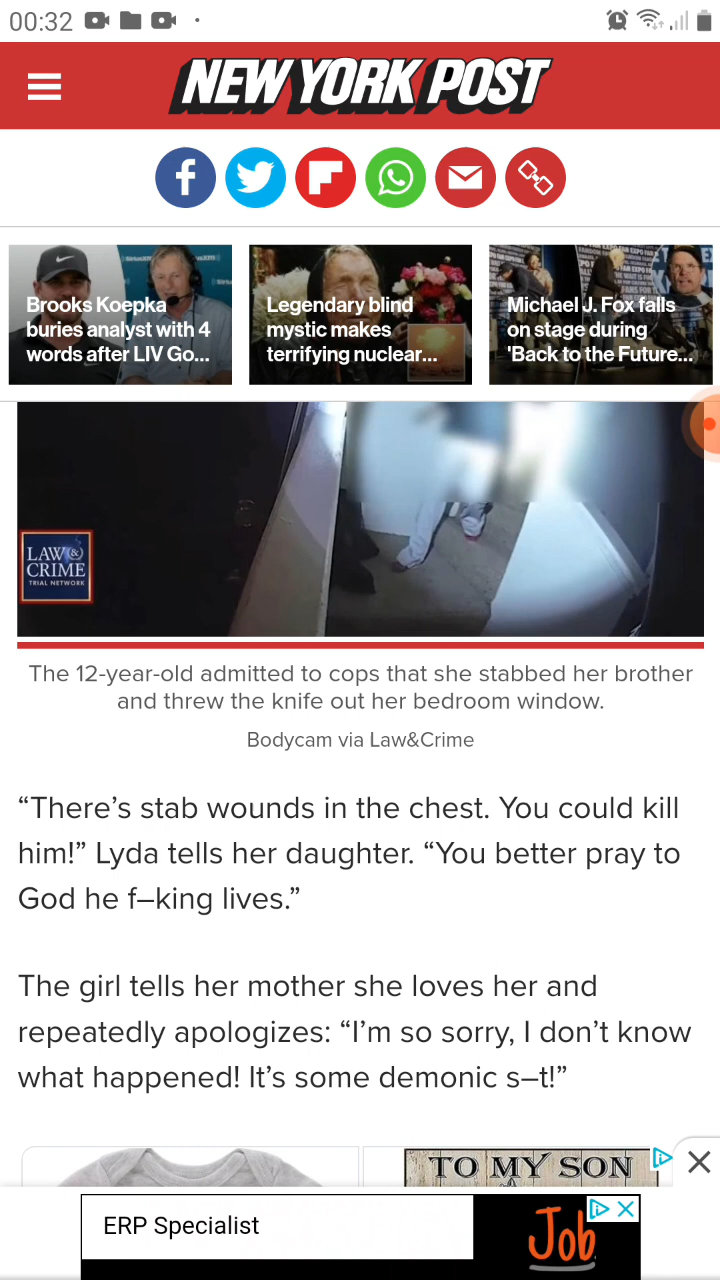 00:32
NEW YORK POST
Brooks Koepka
buries analyst with 4
words after LIV Go...
Legendary blind
mystic makes
terrifying nuclear...
Michael J. Fox falls
on stage during
'Back to the Future...
LAW &
CRIME
TRIAL NETWORK
The 12-year-old admitted to cops that she stabbed her brother
and threw the knife out her bedroom window.
Bodycam via Law&Crime
“There’s stab wounds in the chest. You could kill
him!” Lyda tells her daughter. “You better pray to
God he f—king lives.”
The girl tells her mother she loves her and
repeatedly apologizes: “I’m so sorry, I don’t know
what happened! It’s some demonic s—t!”
TO MY SON
ERP Specialist
Job